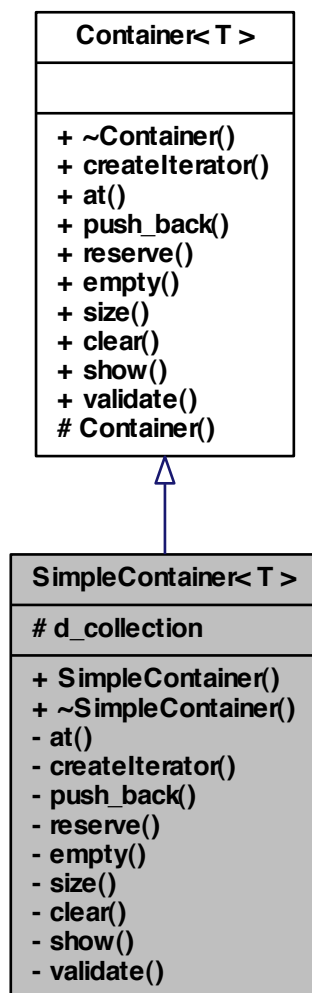 Container< T >
+ ~Container()
+ createIterator()
+ at()
+ push_back()
+ reserve()
+ empty()
+ size()
+ clear()
+ show()
+ validate()
# Container()
SimpleContainer< T >
# d_collection
+ SimpleContainer()
+ ~SimpleContainer()
- at()
- createIterator()
- push_back()
- reserve()
- empty()
- size()
- clear()
- show()
- validate()